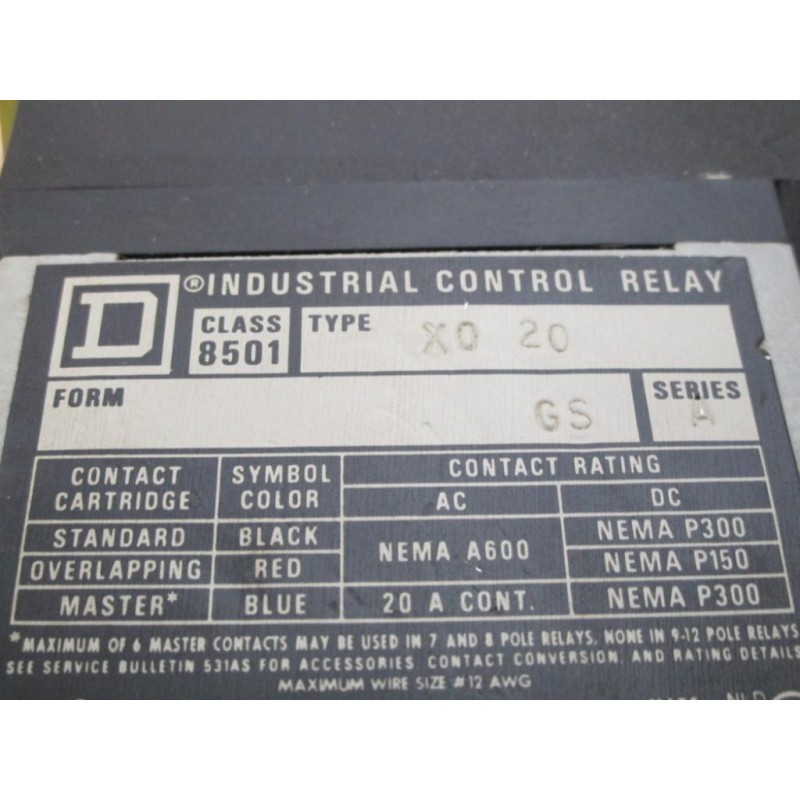 D ® INDUSTRIAL CONTROL RELAY
CLASS 8501
TYPE XO 20
FORM GS
SERIES A
CONTACT CARTRIDGE SYMBOL COLOR CONTACT RATING
AC DC
STANDARD BLACK NEMA A600 NEMA P300
OVERLAPPING RED NEMA P150
MASTER* BLUE 20 A CONT. NEMA P300
*MAXIMUM OF 6 MASTER CONTACTS MAY BE USED IN 7 AND 8 POLE RELAYS, NONE IN 9-12 POLE RELAYS
SEE SERVICE BULLETIN 531AS FOR ACCESSORIES, CONTACT CONVERSION, AND RATING DETAILS
MAXIMUM WIRE SIZE #12 AWG